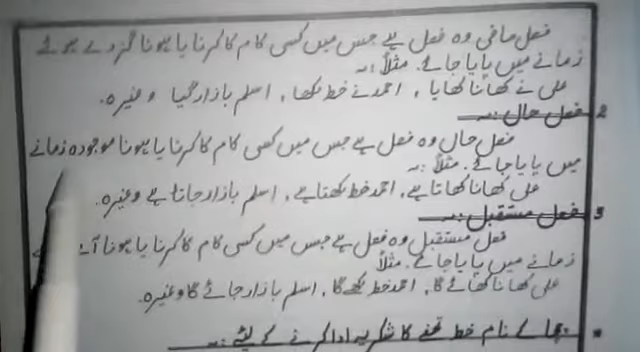 فعل ماضی وہ فعل ہے جس میں کسی کام کا کرنا یا ہونا گزرے ہوئے
زمانے میں پایا جائے۔ مثلاً:۔
علی نے کھانا کھایا، احمد نے خط لکھا، اسلم بازار گیا وغیرہ۔
2 فعل حال:۔
فعل حال وہ فعل ہے جس میں کسی کام کا کرنا یا ہونا موجودہ زمانے
میں پایا جائے۔ مثلاً:۔
علی کھانا کھاتا ہے، احمد خط لکھتا ہے، اسلم بازار جاتا ہے وغیرہ۔
3 فعل مستقبل:۔
فعل مستقبل وہ فعل ہے جس میں کسی کام کا کرنا یا ہونا
زمانے میں پایا جائے۔ مثلاً
علی کھانا کھائے گا، احمد خط لکھے گا، اسلم بازار جائے گا وغیرہ۔
چچا کے نام خط تحفے کا شکریہ ادا کرنے کے لیئے:۔